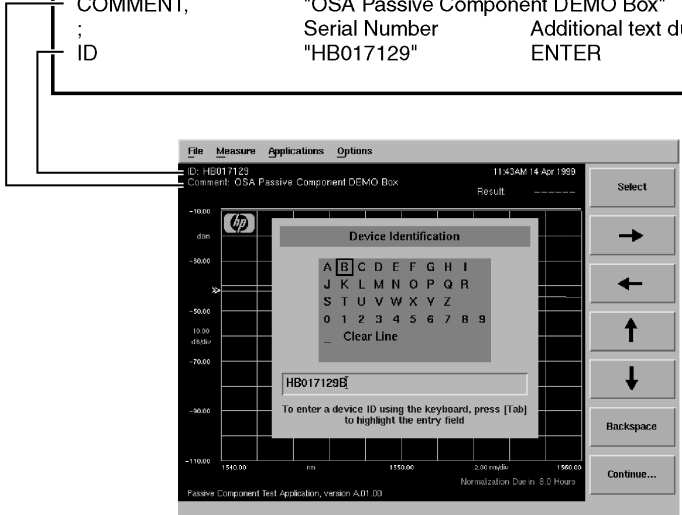 COMMENT, "OSA Passive Component DEMO Box"
; Serial Number Additional text
ID "HB017129" ENTER
File Measure Applications Options
ID: HB017129 11:43AM 14 Apr 1999
Comment: OSA Passive Component DEMO Box
Result: ------
Select
-10.00
hp
dBm
Device Identification
-30.00
A B C D E F G H I
J K L M N O P Q R
S T U V W X Y Z
0 1 2 3 4 5 6 7 8 9
_ Clear Line
-50.00
10.00
dB/div
-70.00
HB017129B
To enter a device ID using the keyboard, press [Tab]
to highlight the entry field
-90.00
Backspace
-110.00
1540.00 nm 1550.00 2.00 nm/div 1560.00
Continue...
Normalization Due in 8.0 Hours
Passive Component Test Application, version A.01.00